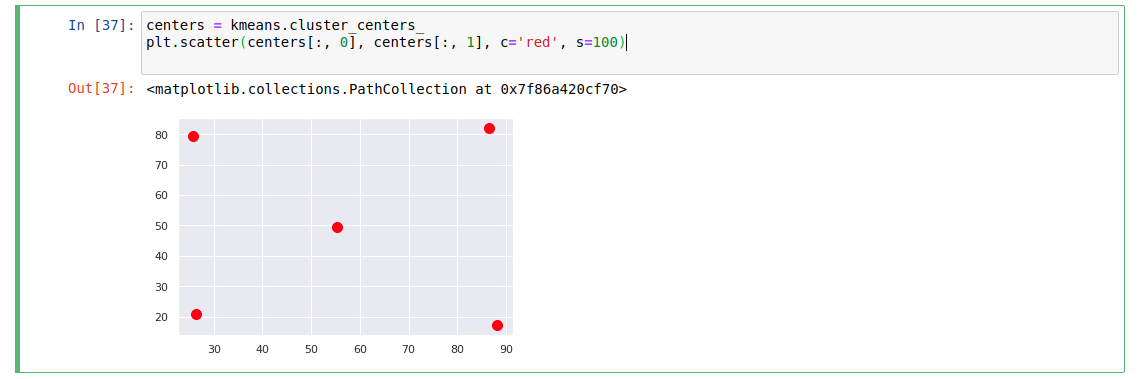 In [37]: centers = kmeans.cluster_centers_
plt.scatter(centers[:, 0], centers[:, 1], c='red', s=100)
Out[37]: <matplotlib.collections.PathCollection at 0x7f86a420cf70>
80
70
60
50
40
30
20
30 40 50 60 70 80 90